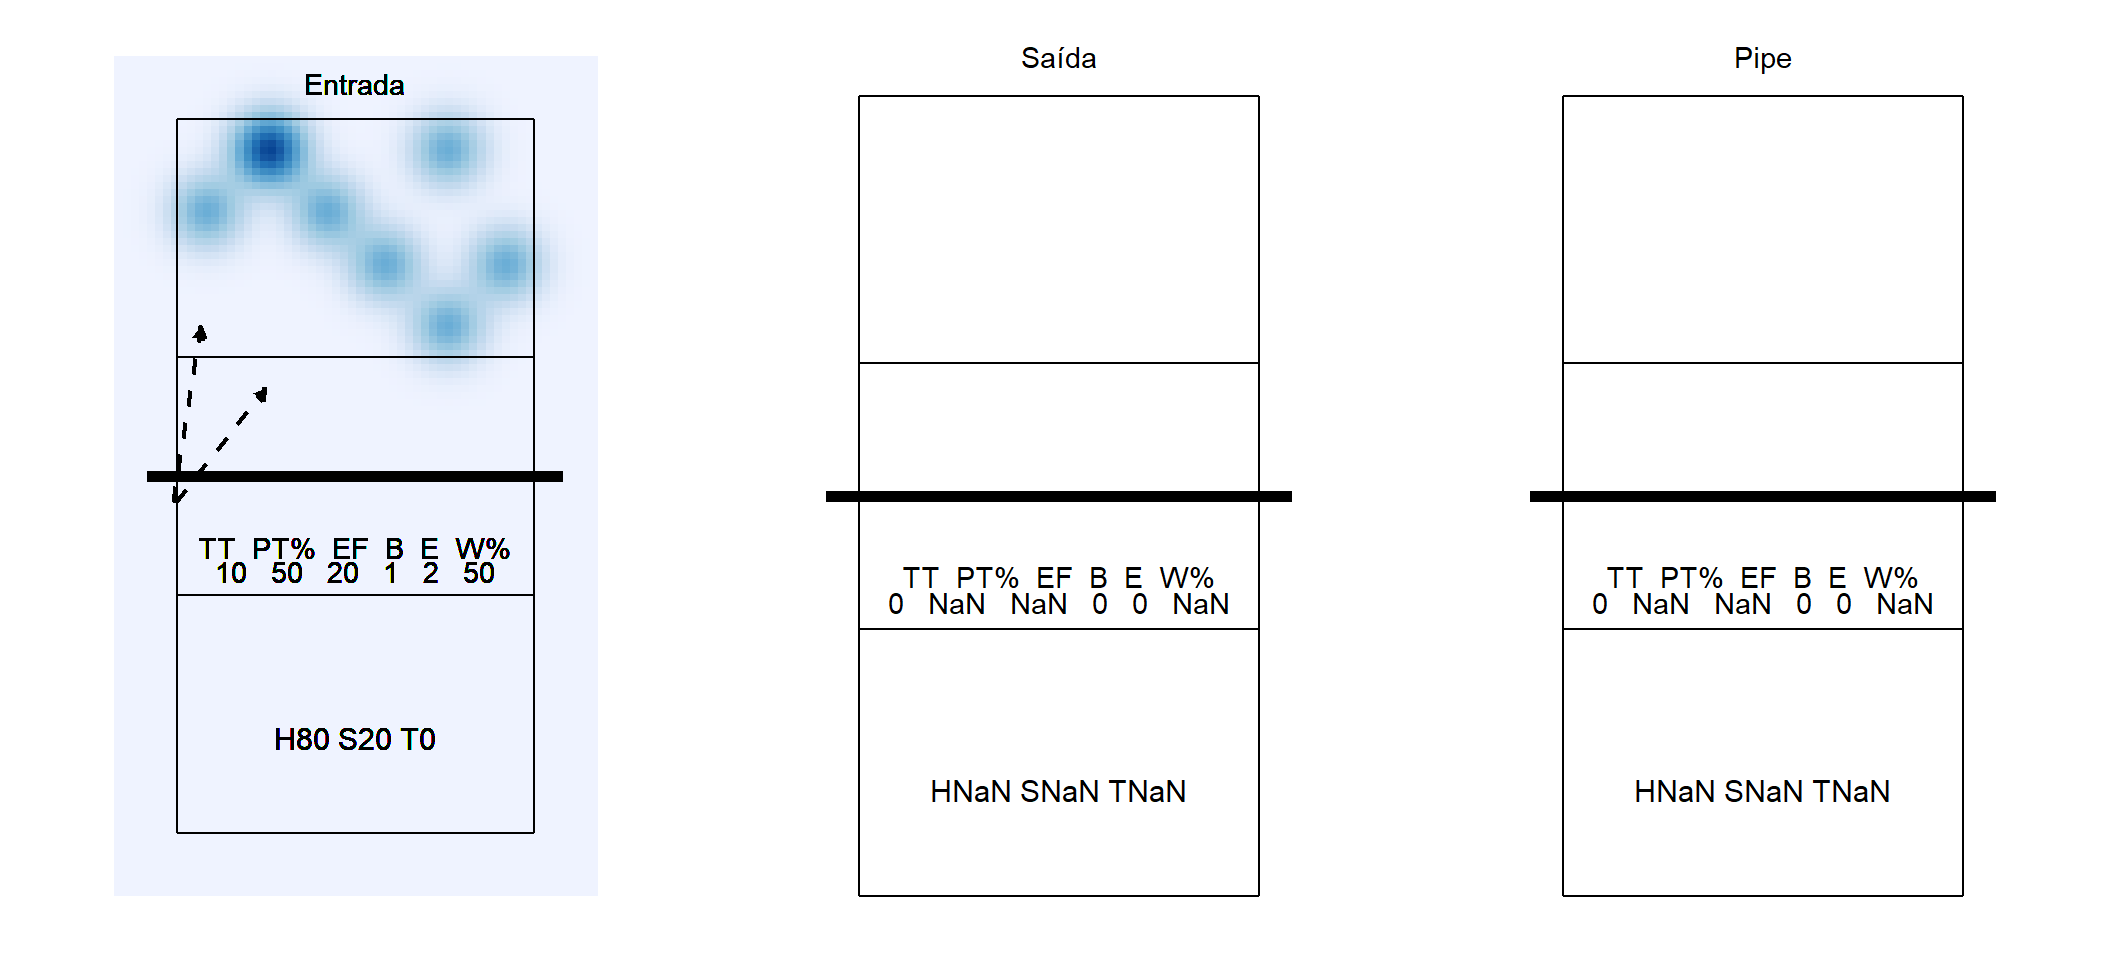 Entrada
TT PT% EF B E W%
10 50 20 1 2 50
H80 S20 T0
Saída
TT PT% EF B E W%
0 NaN NaN 0 0 NaN
HNaN SNaN TNaN
Pipe
TT PT% EF B E W%
0 NaN NaN 0 0 NaN
HNaN SNaN TNaN